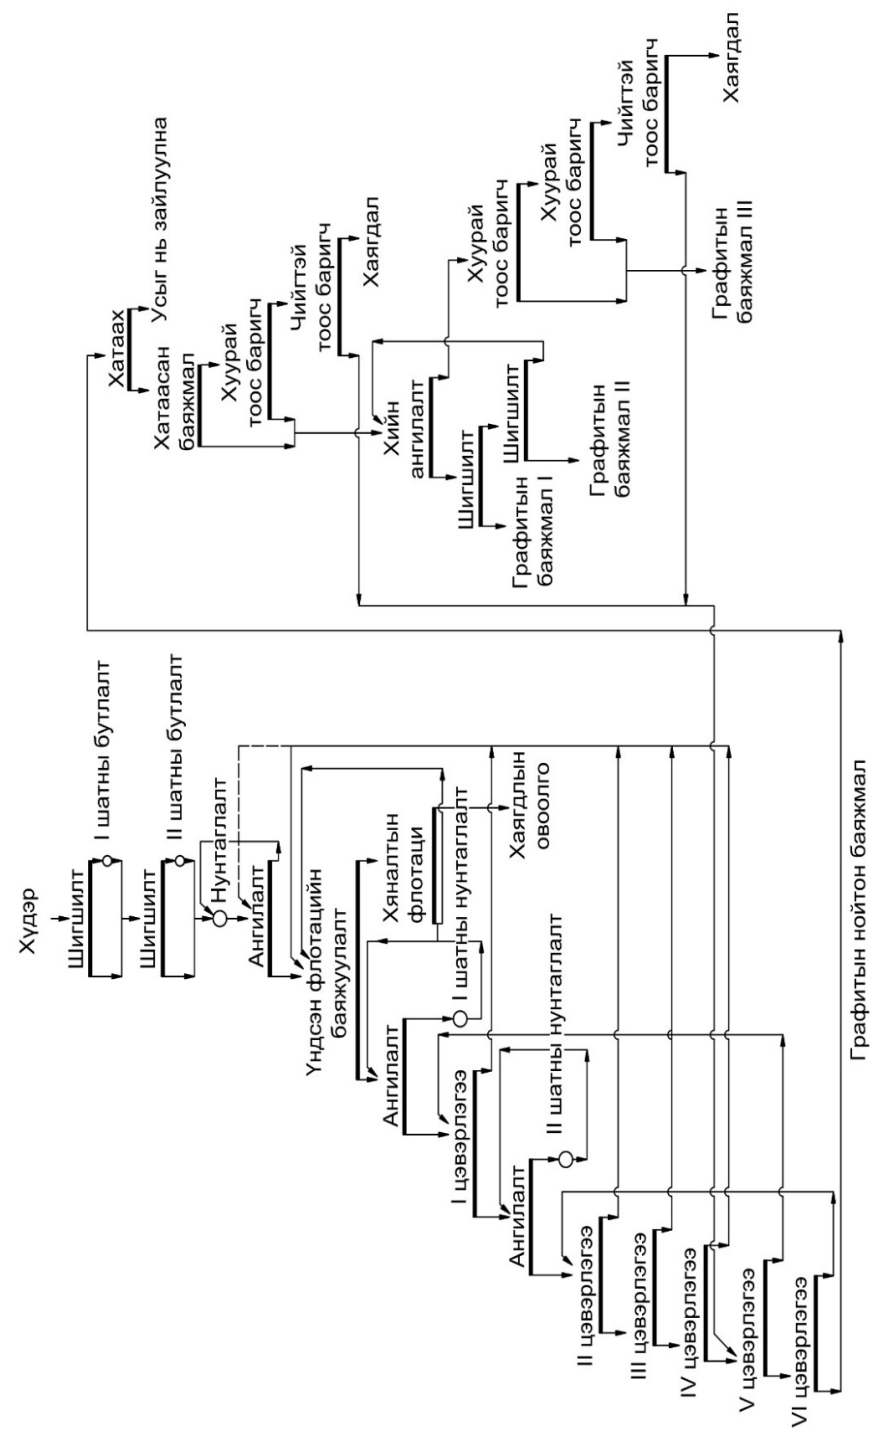 Хүдэр
Шигшилт
I шатны бутлалт
Шигшилт
II шатны бутлалт
Нунтаглалт
Ангилалт
Үндсэн флотацийн
баяжуулалт
Хяналтын
флотаци
Хаягдлын
овоолго
Ангилалт
I шатны нунтаглалт
I цэвэрлэгээ
Ангилалт
II шатны нунтаглалт
II цэвэрлэгээ
III цэвэрлэгээ
IV цэвэрлэгээ
V цэвэрлэгээ
VI цэвэрлэгээ
Графитын нойтон баяжмал
Хатаах
Хатаасан
баяжмал
Усыг нь зайлуулна
Хуурай
тоос баригч
Чийгтэй
тоос баригч
Хаягдал
Хийн
ангилалт
Шигшилт
Графитын
баяжмал I
Шигшилт
Графитын
баяжмал II
Хуурай
тоос баригч
Хуурай
тоос баригч
Чийгтэй
тоос баригч
Хаягдал
Графитын
баяжмал III